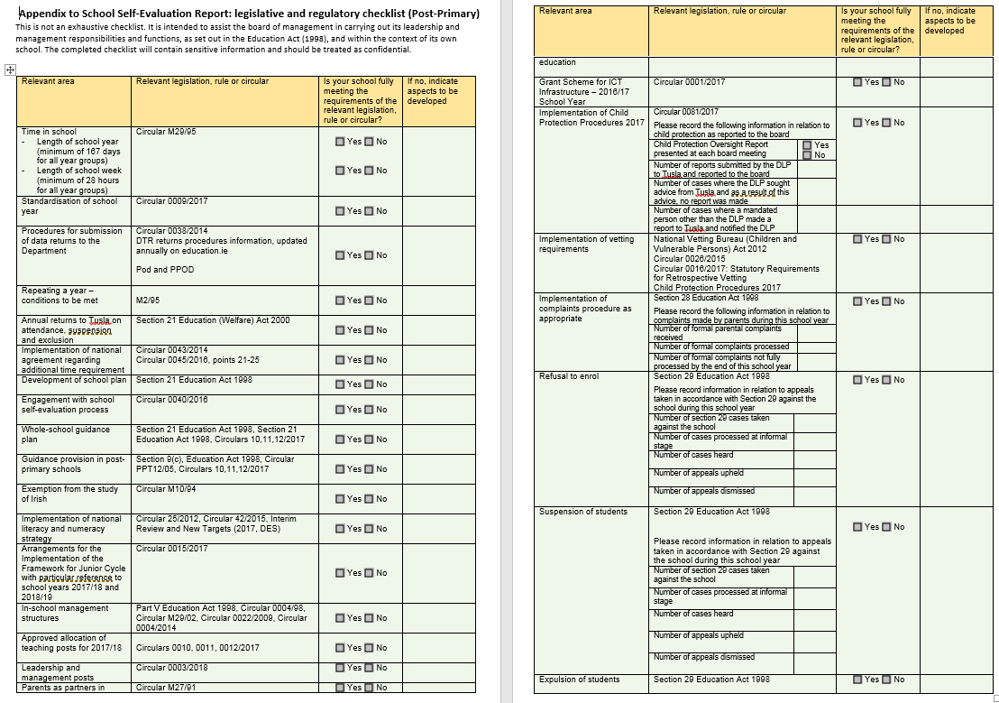 Appendix to School Self-Evaluation Report: legislative and regulatory checklist (Post-Primary)
This is not an exhaustive checklist. It is intended to assist the board of management in carrying out its leadership and
management responsibilities and functions, as set out in the Education Act (1998), and within the context of its own
school. The completed checklist will contain sensitive information and should be treated as confidential.
Relevant area
Relevant legislation, rule or circular
Is your school fully
meeting the
requirements of the
relevant legislation,
rule or circular?
If no, indicate
aspects to be
developed
Time in school
- Length of school year
(minimum of 167 days
for all year groups)
- Length of school week
(minimum of 28 hours
for all year groups)
Circular M29/95
Yes No
Yes No
Standardisation of school
year
Circular 0009/2017
Yes No
Procedures for submission
of data returns to the
Department
Circular 0038/2014
DTR returns procedures information, updated
annually on education.ie
Pod and PPOD
Yes No
Repeating a year –
conditions to be met
M2/95
Yes No
Annual returns to Tusla on
attendance, suspension
and exclusion
Section 21 Education (Welfare) Act 2000
Yes No
Implementation of national
agreement regarding
additional time requirement
Circular 0043/2014
Circular 0045/2016, points 21-25
Yes No
Development of school plan
Section 21 Education Act 1998
Yes No
Engagement with school
self-evaluation process
Circular 0040/2016
Yes No
Whole-school guidance
plan
Section 21 Education Act 1998, Section 21
Education Act 1998, Circulars 10,11,12/2017
Yes No
Guidance provision in post-
primary schools
Section 9(c), Education Act 1998, Circular
PPT12/05, Circulars 10,11,12/2017
Yes No
Exemption from the study
of Irish
Circular M10/94
Yes No
Implementation of national
literacy and numeracy
strategy
Circular 25/2012, Circular 42/2015, Interim
Review and New Targets (2017, DES)
Yes No
Arrangements for the
Implementation of the
Framework for Junior Cycle
with particular reference to
school years 2017/18 and
2018/19
Circular 0015/2017
Yes No
In-school management
structures
Part V Education Act 1998, Circular 0004/98,
Circular M29/02, Circular 0022/2009, Circular
0004/2014
Yes No
Approved allocation of
teaching posts for 2017/18
Circulars 0010, 0011, 0012/2017
Yes No
Leadership and
management posts
Circular 0003/2018
Yes No
Parents as partners in
Circular M27/91
Yes No
Relevant area
Relevant legislation, rule or circular
Is your school fully
meeting the
requirements of the
relevant legislation,
rule or circular?
If no, indicate
aspects to be
developed
education
Grant Scheme for ICT
Infrastructure – 2016/17
School Year
Circular 0001/2017
Yes No
Implementation of Child
Protection Procedures 2017
Circular 0081/2017
Please record the following information in relation to
child protection as reported to the board
Yes No
Child Protection Oversight Report
presented at each board meeting
Yes
No
Number of reports submitted by the DLP
to Tusla and reported to the board
Number of cases where the DLP sought
advice from Tusla and as a result of this
advice, no report was made
Number of cases where a mandated
person other than the DLP made a
report to Tusla and notified the DLP
Implementation of vetting
requirements
National Vetting Bureau (Children and
Vulnerable Persons) Act 2012
Circular 0026/2015
Circular 0016/2017: Statutory Requirements
for Retrospective Vetting
Child Protection Procedures 2017
Yes No
Implementation of
complaints procedure as
appropriate
Section 28 Education Act 1998
Please record the following information in relation to
complaints made by parents during this school year
Yes No
Number of formal parental complaints
received
Number of formal complaints processed
Number of formal complaints not fully
processed by the end of this school year
Refusal to enrol
Section 29 Education Act 1998
Please record information in relation to appeals
taken in accordance with Section 29 against the
school during this school year
Yes No
Number of section 29 cases taken
against the school
Number of cases processed at informal
stage
Number of cases heard
Number of appeals upheld
Number of appeals dismissed
Suspension of students
Section 29 Education Act 1998
Yes No
Please record information in relation to appeals
taken in accordance with Section 29 against
the school during this school year
Number of section 29 cases taken
against the school
Number of cases processed at informal
stage
Number of cases heard
Number of appeals upheld
Number of appeals dismissed
Expulsion of students
Section 29 Education Act 1998
Yes No